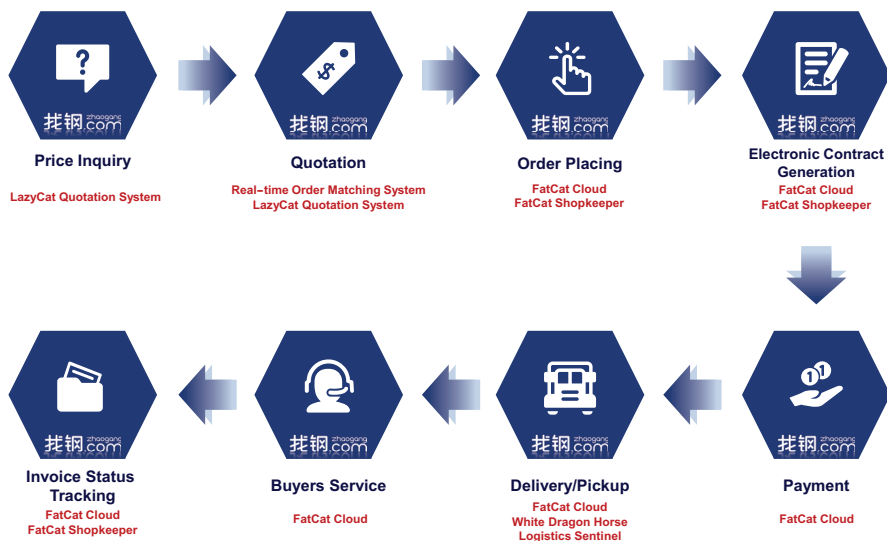 ?
找钢 zhaogang .com
Price Inquiry
LazyCat Quotation System
$
找钢 zhaogang .com
Quotation
Real-time Order Matching System
LazyCat Quotation System
找钢 zhaogang .com
Order Placing
FatCat Cloud
FatCat Shopkeeper
找钢 zhaogang .com
Electronic Contract
Generation
FatCat Cloud
FatCat Shopkeeper
找钢 zhaogang .com
Invoice Status
Tracking
FatCat Cloud
FatCat Shopkeeper
找钢 zhaogang .com
Buyers Service
FatCat Cloud
找钢 zhaogang .com
Delivery/Pickup
FatCat Cloud
White Dragon Horse
Logistics Sentinel
1 1
找钢 zhaogang .com
Payment
FatCat Cloud